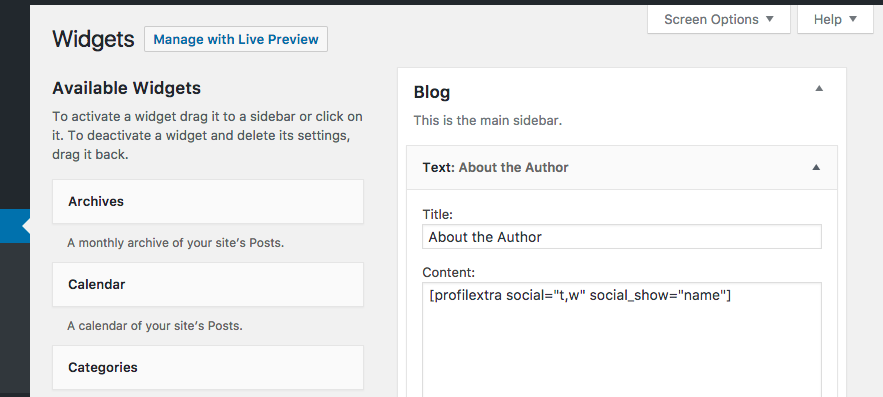 Screen Options ▼
Help ▼
Widgets
Manage with Live Preview
Available Widgets
To activate a widget drag it to a sidebar or click on
it. To deactivate a widget and delete its settings,
drag it back.
Archives
A monthly archive of your site's Posts.
Calendar
A calendar of your site's Posts.
Categories
Blog
This is the main sidebar.
Text: About the Author
Title:
About the Author
Content:
[profilextra social="t,w" social_show="name"]